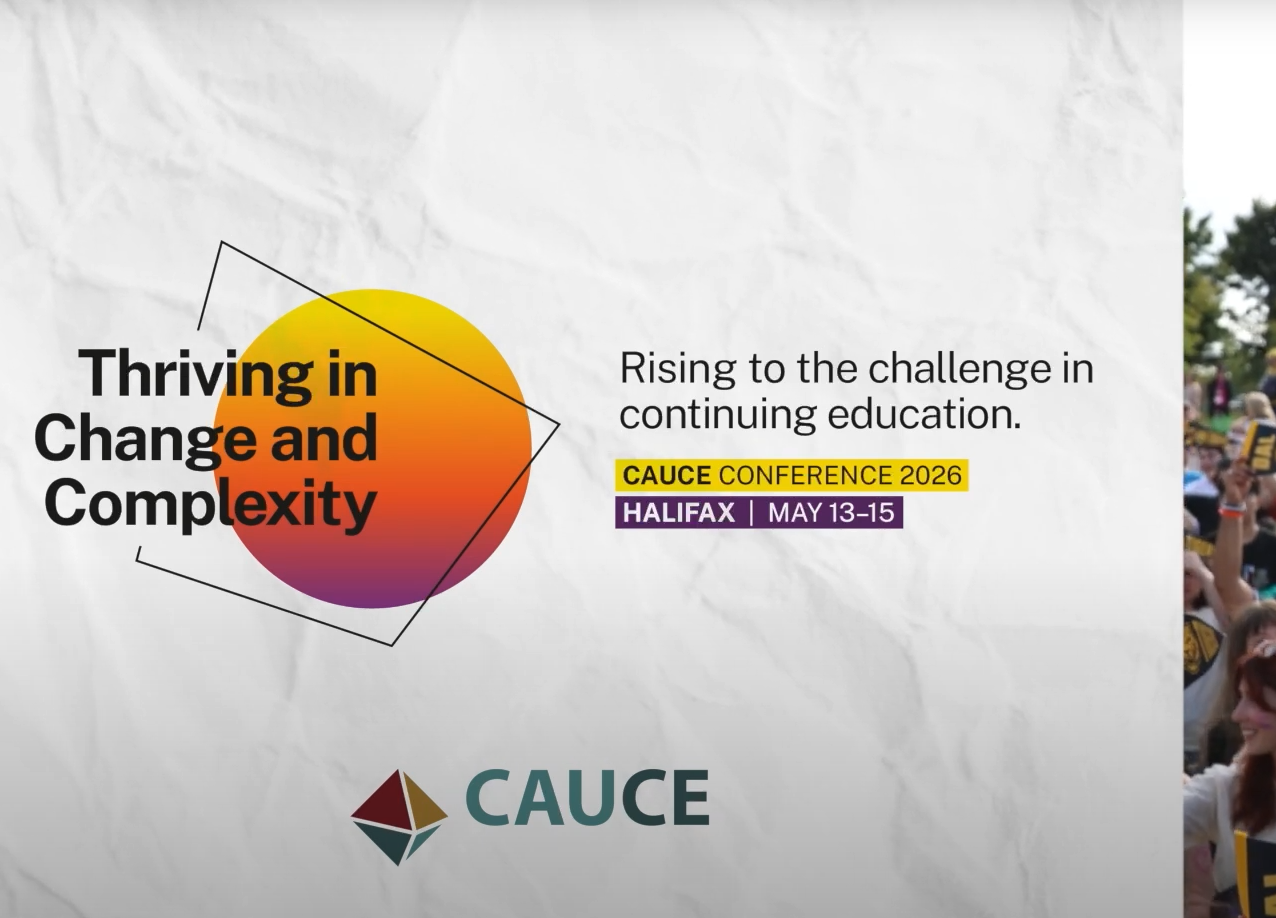 Thriving in
Change and
Complexity
Rising to the challenge in
continuing education.
CAUCE CONFERENCE 2026
HALIFAX | MAY 13–15
CAUCE